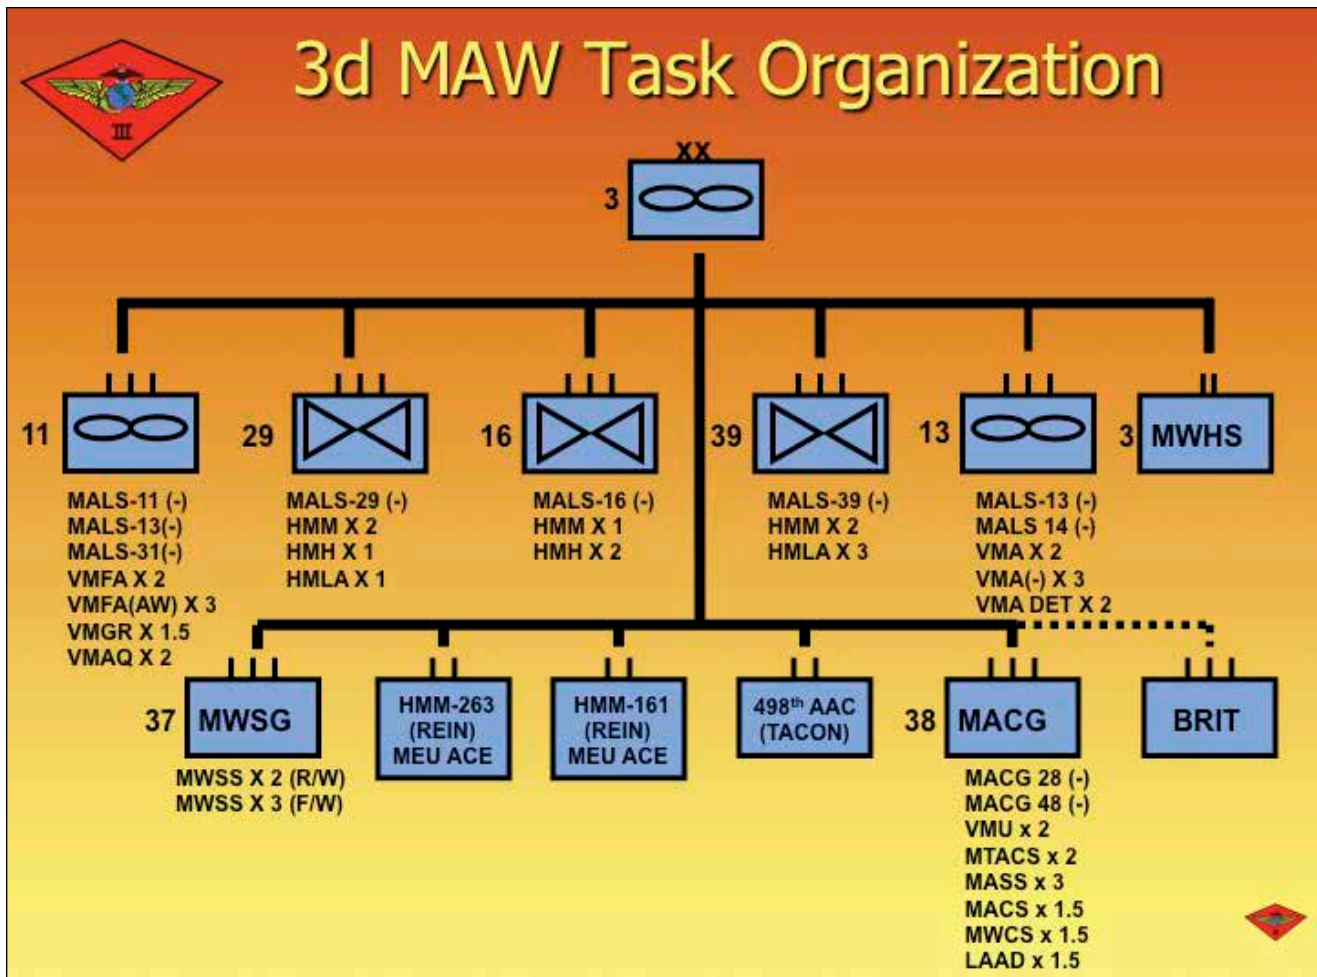 3d MAW Task Organization
III
XX
3
11
MALS-11 (-)
MALS-13(-)
MALS-31(-)
VMFA X 2
VMFA(AW) X 3
VMGR X 1.5
VMAQ X 2
29
MALS-29 (-)
HMM X 2
HMH X 1
HMLA X 1
16
MALS-16 (-)
HMM X 1
HMH X 2
39
MALS-39 (-)
HMM X 2
HMLA X 3
13
MALS-13 (-)
MALS 14 (-)
VMA X 2
VMA(-) X 3
VMA DET X 2
3 MWHS
37 MWSG
MWSS X 2 (R/W)
MWSS X 3 (F/W)
HMM-263
(REIN)
MEU ACE
HMM-161
(REIN)
MEU ACE
498th AAC
(TACON)
38 MACG
MACG 28 (-)
MACG 48 (-)
VMU x 2
MTACS x 2
MASS x 3
MACS x 1.5
MWCS x 1.5
LAAD x 1.5
BRIT